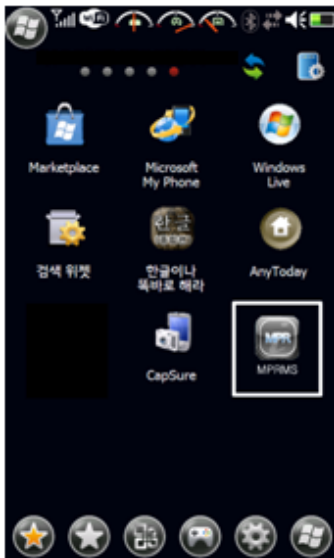 Marketplace
Microsoft
My Phone
Windows
Live
검색 위젯
한글이나
똑바로 해라
AnyToday
CapSure
MPR
MPRMS